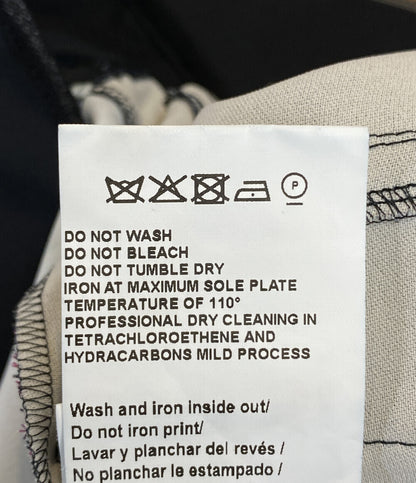 P
DO NOT WASH
DO NOT BLEACH
DO NOT TUMBLE DRY
IRON AT MAXIMUM SOLE PLATE
TEMPERATURE OF 110°
PROFESSIONAL DRY CLEANING IN
TETRACHLOROETHENE AND
HYDRACARBONS MILD PROCESS
Wash and iron inside out/
Do not iron print/
Lavar y planchar del revés /
No planchar le estampado /